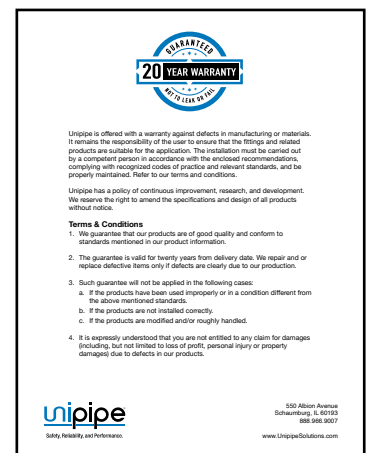 GUARANTEED
20 YEAR WARRANTY
NOT TO LEAK OR FAIL
Unipipe is offered with a warranty against defects in manufacturing or materials.
It remains the responsibility of the user to ensure that the fittings and related
products are suitable for the application. The installation must be carried out
by a competent person in accordance with the enclosed recommendations,
complying with recognized codes of practice and relevant standards, and be
properly maintained. Refer to our terms and conditions.
Unipipe has a policy of continuous improvement, research, and development.
We reserve the right to amend the specifications and design of all products
without notice.
Terms & Conditions
1. We guarantee that our products are of good quality and conform to
standards mentioned in our product information.
2. The guarantee is valid for twenty years from delivery date. We repair or
replace defective items only if defects are clearly due to our production.
3. Such guarantee will not be applied in the following cases:
a. If the products have been used improperly or in a condition different from
the above mentioned standards.
b. If the products are not installed correctly.
c. If the products are modified and/or roughly handled.
4. It is expressly understood that you are not entitled to any claim for damages
(including, but not limited to loss of profit, personal injury or property
damages) due to defects in our products.
unipipe
Safety, Reliability, and Performance.
550 Albion Avenue
Schaumburg, IL 60193
888.966.9007
www.UnipipeSolutions.com